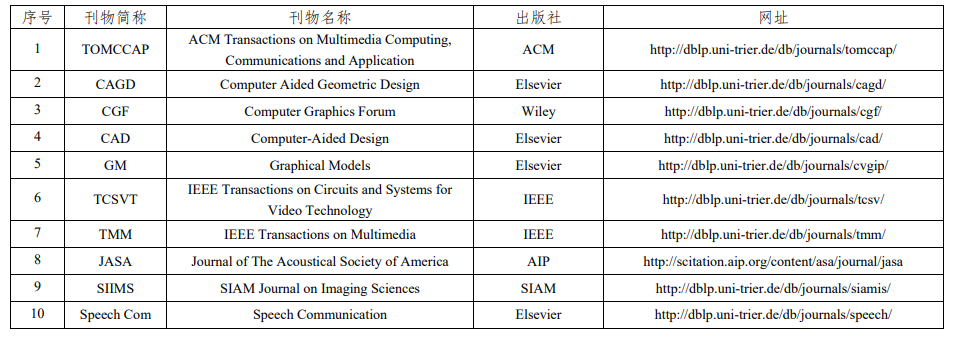 序号 刊物简称 刊物名称 出版社 网址
1 TOMCCAP ACM Transactions on Multimedia Computing, Communications and Application ACM http://dblp.uni-trier.de/db/journals/tomccap/
2 CAGD Computer Aided Geometric Design Elsevier http://dblp.uni-trier.de/db/journals/cagd/
3 CGF Computer Graphics Forum Wiley http://dblp.uni-trier.de/db/journals/cgf/
4 CAD Computer-Aided Design Elsevier http://dblp.uni-trier.de/db/journals/cad/
5 GM Graphical Models Elsevier http://dblp.uni-trier.de/db/journals/cvgip/
6 TCSVT IEEE Transactions on Circuits and Systems for Video Technology IEEE http://dblp.uni-trier.de/db/journals/tcsv/
7 TMM IEEE Transactions on Multimedia IEEE http://dblp.uni-trier.de/db/journals/tmm/
8 JASA Journal of The Acoustical Society of America AIP http://scitation.aip.org/content/asa/journal/jasa
9 SIIMS SIAM Journal on Imaging Sciences SIAM http://dblp.uni-trier.de/db/journals/siamis/
10 Speech Com Speech Communication Elsevier http://dblp.uni-trier.de/db/journals/speech/